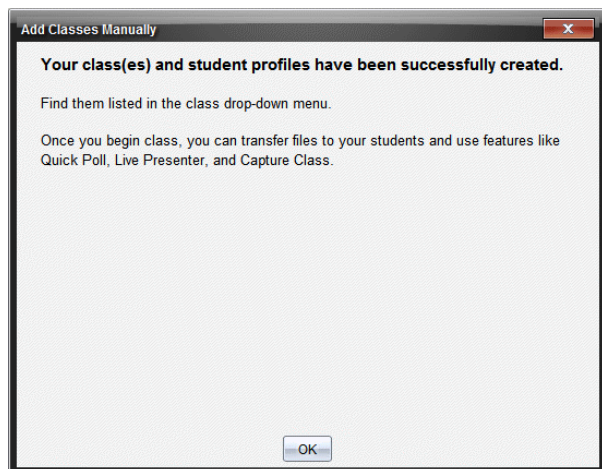 Add Classes Manually
X
Your class(es) and student profiles have been successfully created.
Find them listed in the class drop-down menu.
Once you begin class, you can transfer files to your students and use features like
Quick Poll, Live Presenter, and Capture Class.
OK